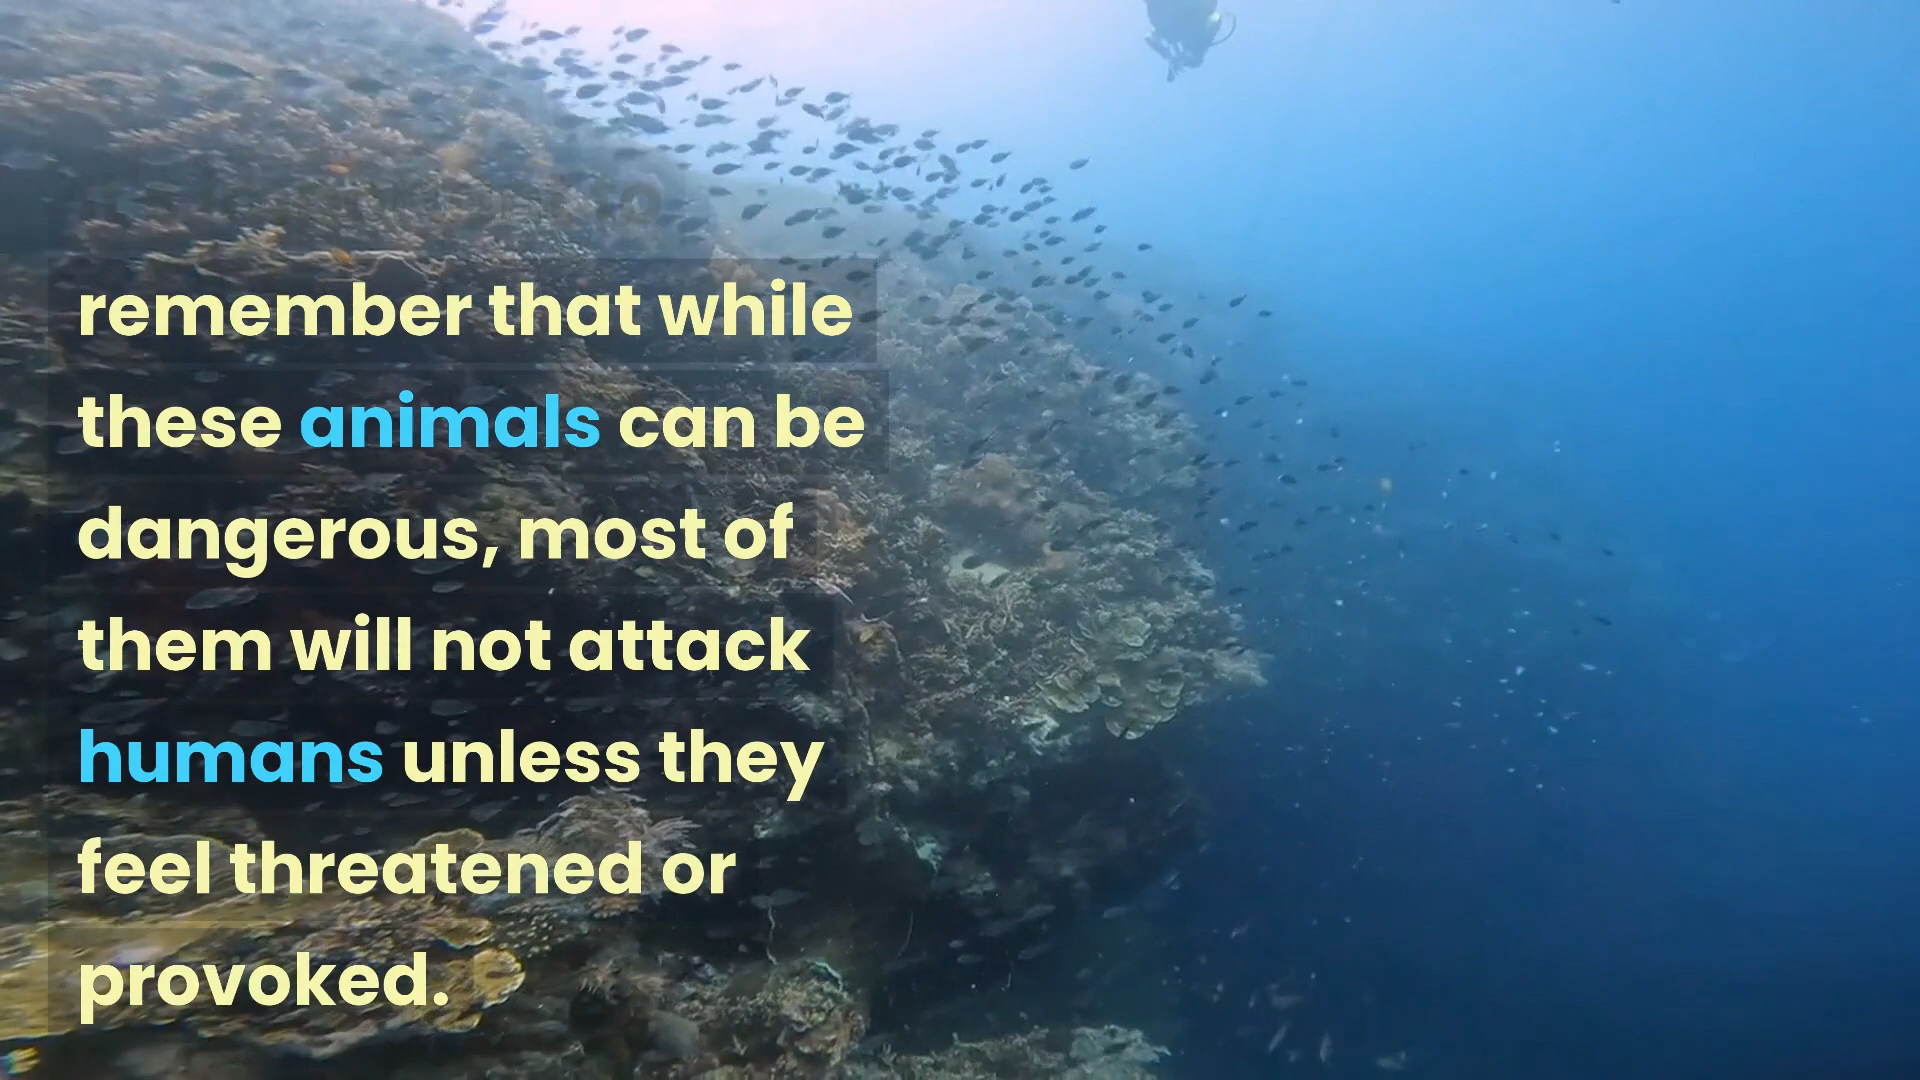 remember that while
these animals can be
dangerous, most of
them will not attack
humans unless they
feel threatened or
provoked.